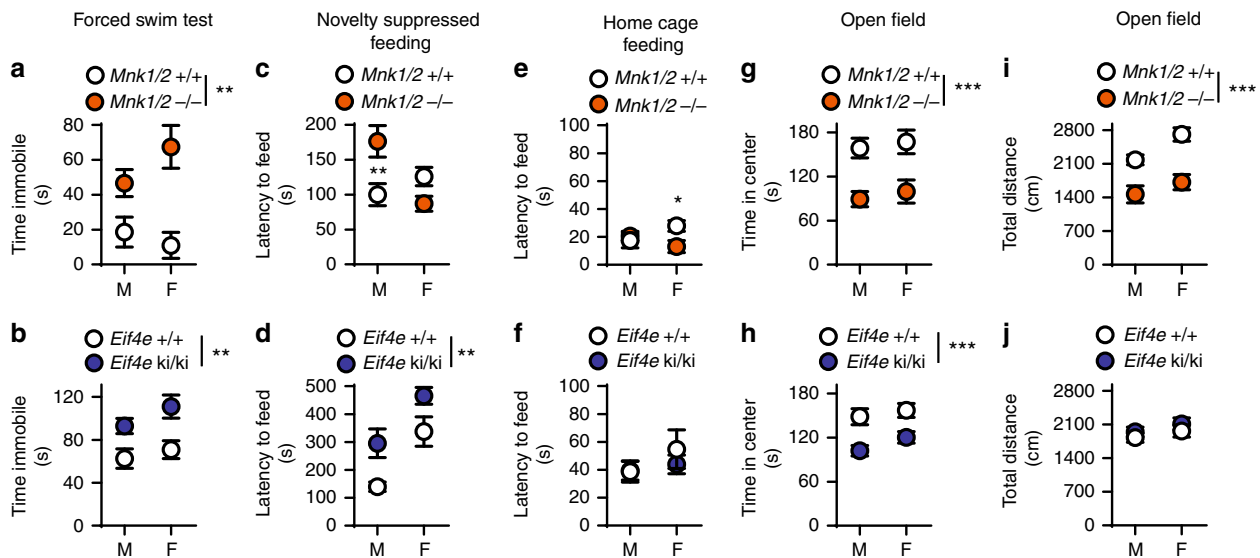 Forced swim test
Novelty suppressed
feeding
Home cage
feeding
Open field
Open field
a
Mnk1/2 +/+
Mnk1/2 –/–
**
Time immobile
(s)
80
60
40
20
0
M F
c
Mnk1/2 +/+
Mnk1/2 –/–
Latency to feed
(s)
200
150
100
50
0
**
M F
e
Mnk1/2 +/+
Mnk1/2 –/–
Latency to feed
(s)
100
80
60
40
20
0
*
M F
g
Mnk1/2 +/+
Mnk1/2 –/–
***
Time in center
(s)
180
120
60
0
M F
i
Mnk1/2 +/+
Mnk1/2 –/–
***
Total distance
(cm)
2800
2100
1400
700
0
M F
b
Eif4e +/+
Eif4e ki/ki
**
Time immobile
(s)
120
80
40
0
M F
d
Eif4e +/+
Eif4e ki/ki
**
Latency to feed
(s)
500
400
300
200
100
0
M F
f
Eif4e +/+
Eif4e ki/ki
Latency to feed
(s)
100
80
60
40
20
0
M F
h
Eif4e +/+
Eif4e ki/ki
***
Time in center
(s)
180
120
60
0
M F
j
Eif4e +/+
Eif4e ki/ki
Total distance
(cm)
2800
2100
1400
700
0
M F